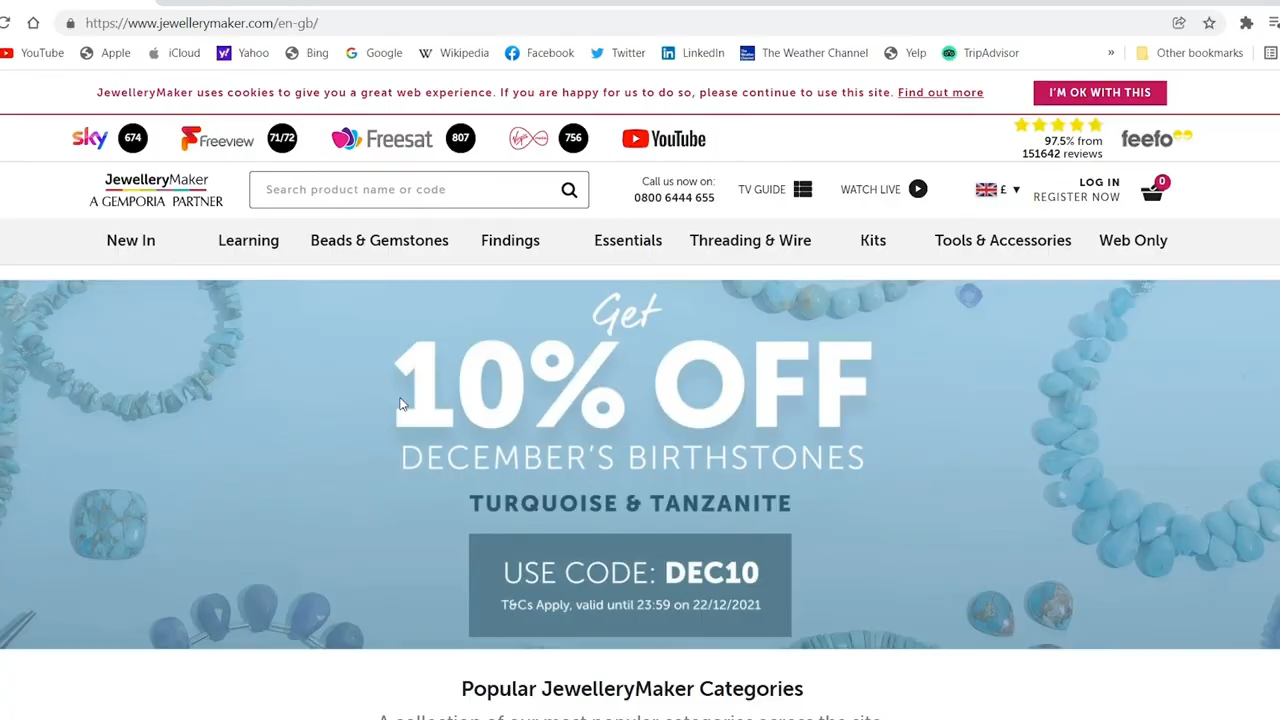 https://www.jewellerymaker.com/en-gb/
YouTube Apple iCloud Yahoo Bing Google Wikipedia Facebook Twitter LinkedIn The Weather Channel Yelp TripAdvisor » Other bookmarks
JewelleryMaker uses cookies to give you a great web experience. If you are happy for us to do so, please continue to use this site. Find out more
I'M OK WITH THIS
sky 674 Freeview 71/72 Freesat 807 756 YouTube
97.5% from
151642 reviews
feefo
JewelleryMaker
A GEMPORIA PARTNER
Search product name or code
Call us now on:
0800 6444 655
TV GUIDE
WATCH LIVE
£
LOG IN
REGISTER NOW
0
New In Learning Beads & Gemstones Findings Essentials Threading & Wire Kits Tools & Accessories Web Only
Get
10% OFF
DECEMBER'S BIRTHSTONES
TURQUOISE & TANZANITE
USE CODE: DEC10
T&Cs Apply, valid until 23:59 on 22/12/2021
Popular JewelleryMaker Categories
A collection of our most popular categories across the site